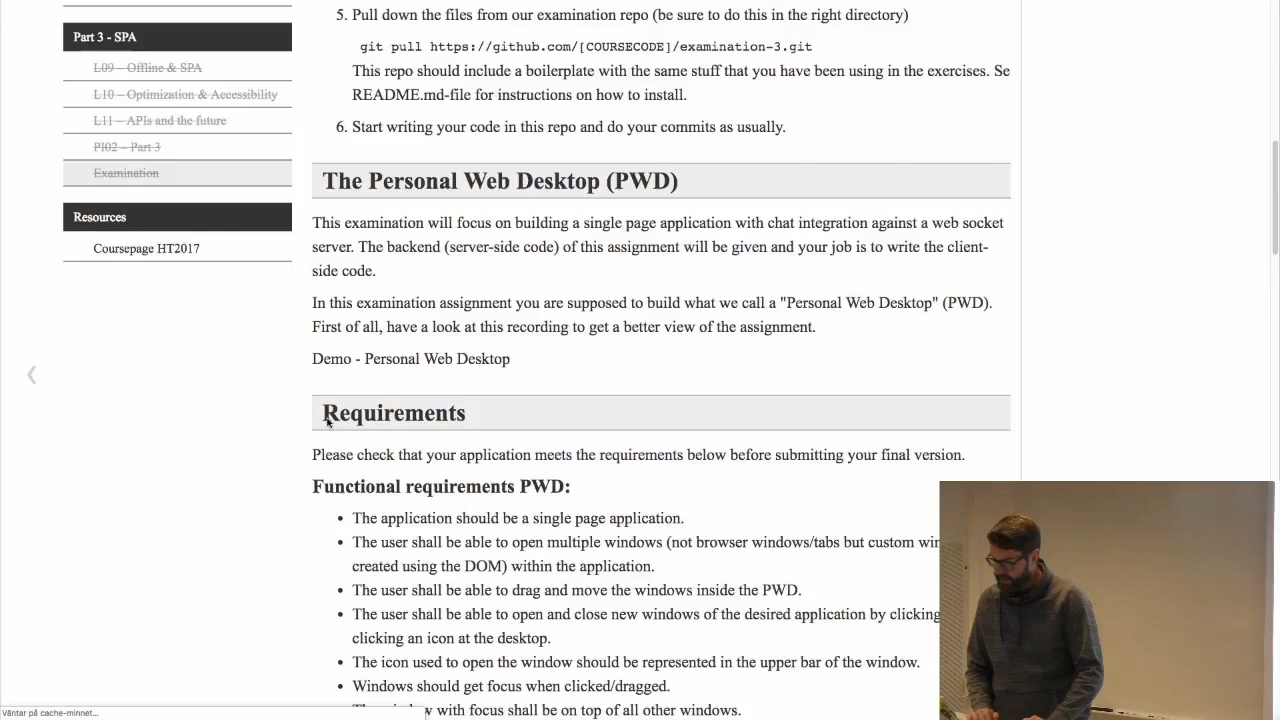 Part 3 - SPA
L09 – Offline & SPA
L10 – Optimization & Accessibility
L11 – APIs and the future
PI02 – Part 3
Examination
Resources
Coursepage HT2017
5. Pull down the files from our examination repo (be sure to do this in the right directory)
git pull https://github.com/[COURSECODE]/examination-3.git
This repo should include a boilerplate with the same stuff that you have been using in the exercises. Se
README.md-file for instructions on how to install.
6. Start writing your code in this repo and do your commits as usually.
The Personal Web Desktop (PWD)
This examination will focus on building a single page application with chat integration against a web socket
server. The backend (server-side code) of this assignment will be given and your job is to write the client-
side code.
In this examination assignment you are supposed to build what we call a "Personal Web Desktop" (PWD).
First of all, have a look at this recording to get a better view of the assignment.
Demo - Personal Web Desktop
Requirements
Please check that your application meets the requirements below before submitting your final version.
Functional requirements PWD:
• The application should be a single page application.
• The user shall be able to open multiple windows (not browser windows/tabs but custom win
created using the DOM) within the application.
• The user shall be able to drag and move the windows inside the PWD.
• The user shall be able to open and close new windows of the desired application by clicking
clicking an icon at the desktop.
• The icon used to open the window should be represented in the upper bar of the window.
• Windows should get focus when clicked/dragged.
with focus shall be on top of all other windows.
Väntar på cache-minnet...